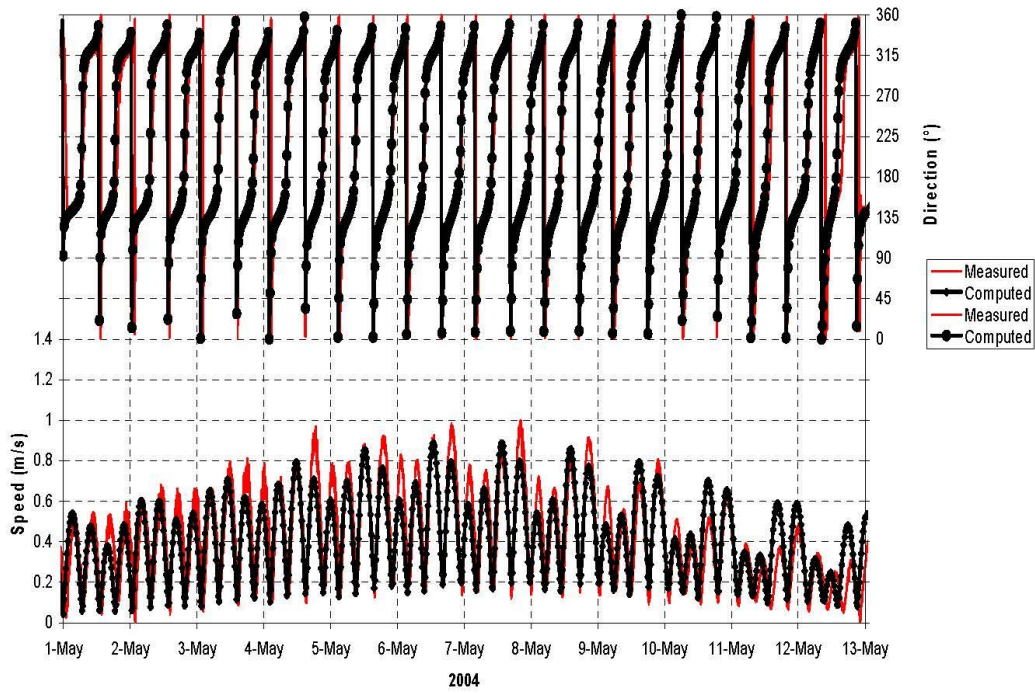 360
315
270
225
180
135
90
45
0
Direction (°)
Measured
Computed
Measured
Computed
1.4
1.2
1
0.8
0.6
0.4
0.2
0
Speed (m/s)
1-May 2-May 3-May 4-May 5-May 6-May 7-May 8-May 9-May 10-May 11-May 12-May 13-May
2004